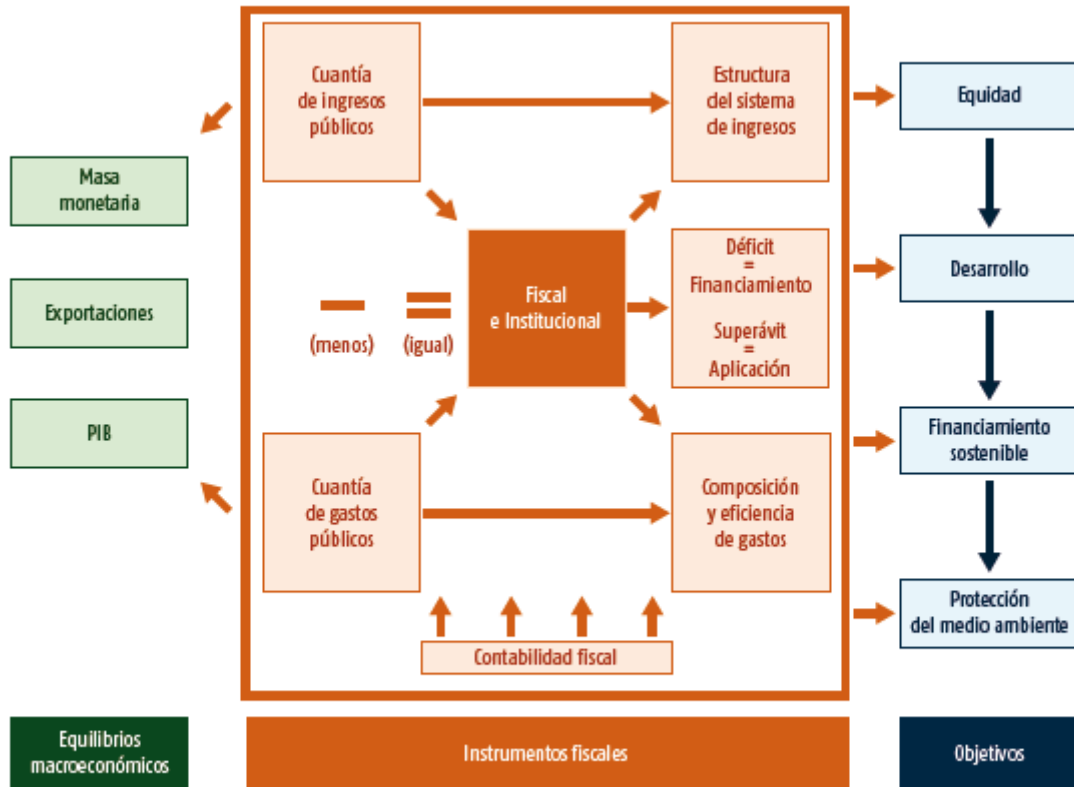 Cuantía
de ingresos
públicos
Estructura
del sistema
de ingresos
Equidad
Masa
monetaria
Exportaciones
PIB
(menos)
(igual)
Fiscal
e Institucional
Déficit
=
Financiamiento
Superávit
=
Aplicación
Desarrollo
Financiamiento
sostenible
Cuantía
de gastos
públicos
Composición
y eficiencia
de gastos
Protección
del medio ambiente
Contabilidad fiscal
Equilibrios
macroeconómicos
Instrumentos fiscales
Objetivos